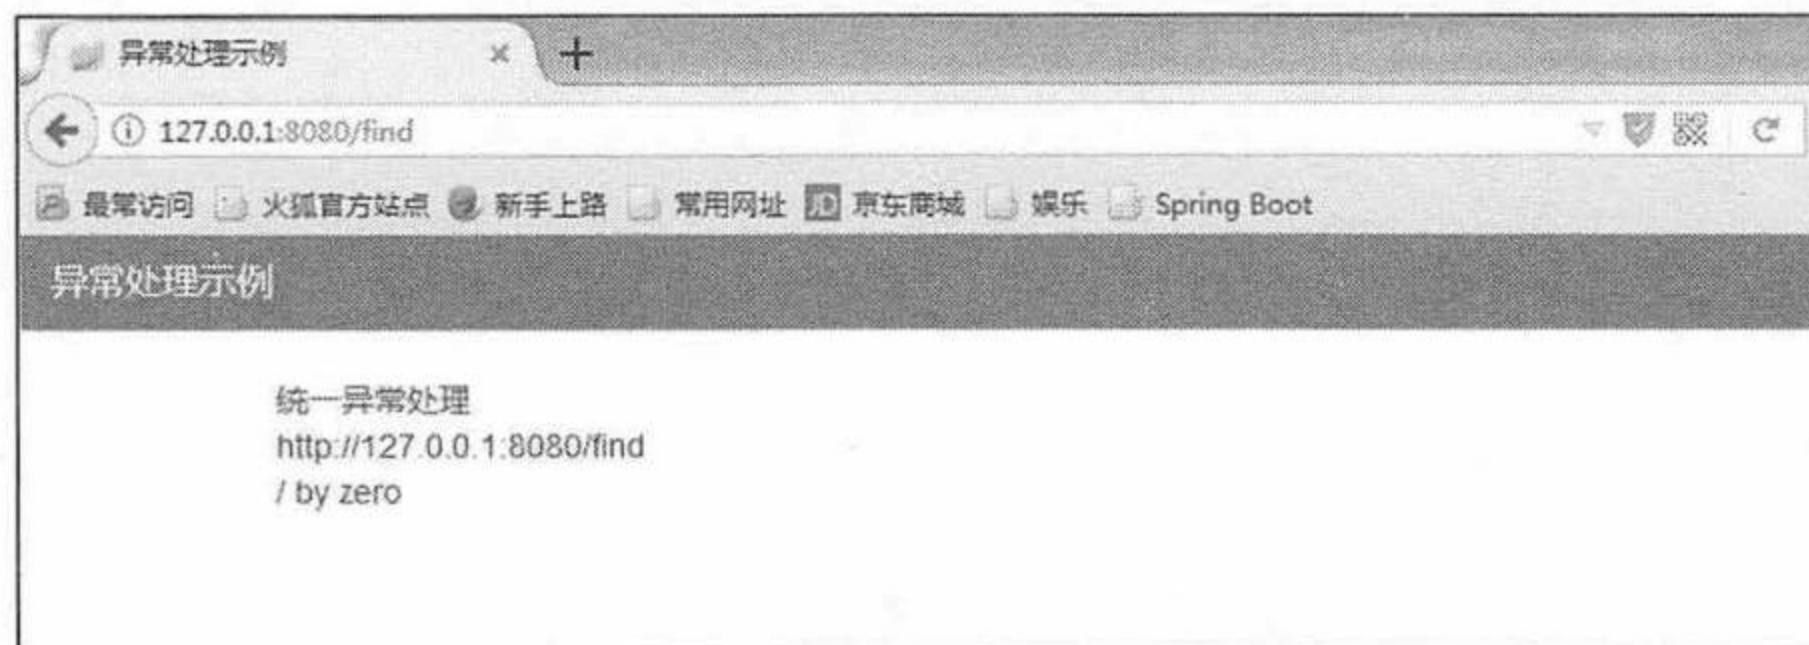 异常处理示例
127.0.0.1:8080/find
最常访问 火狐官方站点 新手上路 常用网址 JD 京东商城 娱乐 Spring Boot
异常处理示例
统一异常处理
http://127.0.0.1:8080/find
/ by zero